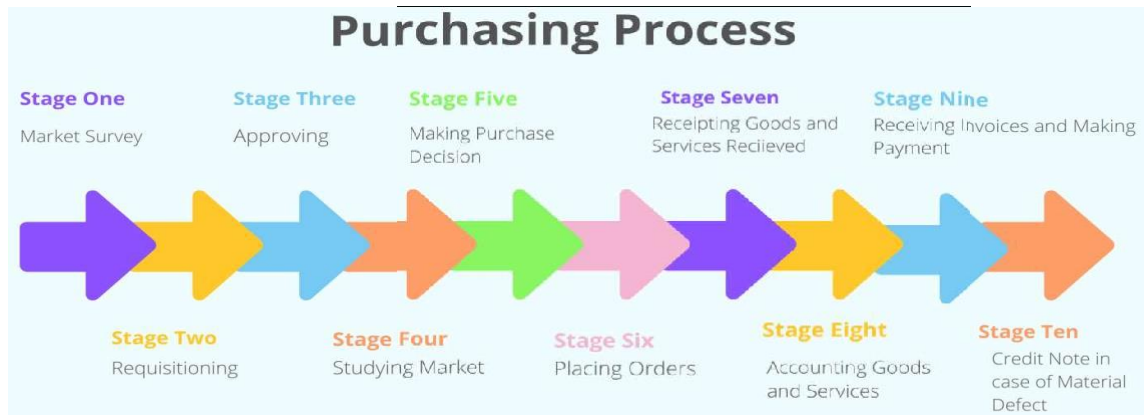 Purchasing Process
Stage One
Market Survey
Stage Three
Approving
Stage Five
Making Purchase
Decision
Stage Seven
Receipting Goods and
Services Reciieved
Stage Nine
Receiving Invoices and Making
Payment
Stage Two
Requisitioning
Stage Four
Studying Market
Stage Six
Placing Orders
Stage Eight
Accounting Goods
and Services
Stage Ten
Credit Note in
case of Material
Defect